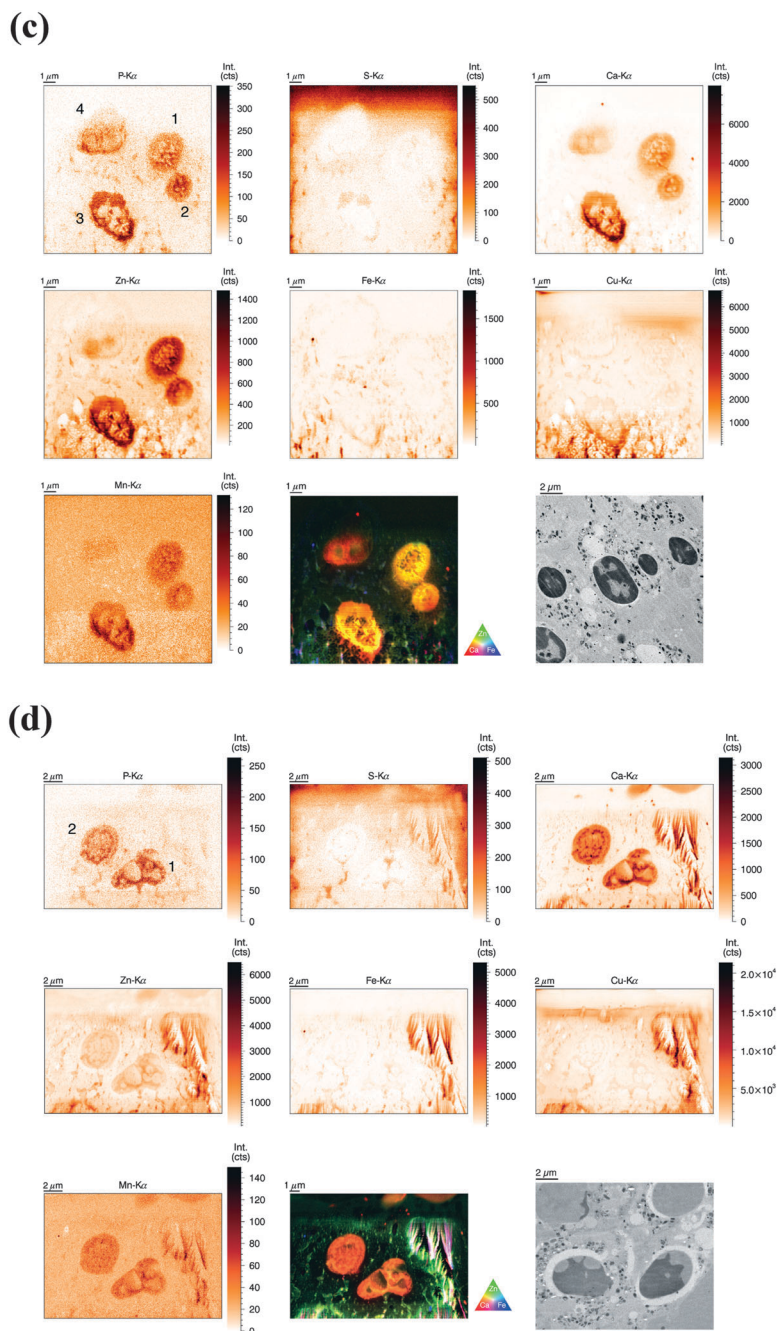 (c)
1 μm
P-Kα
Int.
(cts)
4
1
2
3
350
300
250
200
150
100
50
0
1 μm
S-Kα
Int.
(cts)
500
400
300
200
100
0
1 μm
Ca-Kα
Int.
(cts)
6000
4000
2000
0
1 μm
Zn-Kα
Int.
(cts)
1400
1200
1000
800
600
400
200
1 μm
Fe-Kα
Int.
(cts)
1500
1000
500
1 μm
Cu-Kα
Int.
(cts)
6000
5000
4000
3000
2000
1000
1 μm
Mn-Kα
Int.
(cts)
120
100
80
60
40
20
0
1 μm
Zn
Ca Fe
2 μm
(d)
2 μm
P-Kα
Int.
(cts)
2
1
250
200
150
100
50
0
2 μm
S-Kα
Int.
(cts)
500
400
300
200
100
0
2 μm
Ca-Kα
Int.
(cts)
3000
2500
2000
1500
1000
500
0
2 μm
Zn-Kα
Int.
(cts)
6000
5000
4000
3000
2000
1000
2 μm
Fe-Kα
Int.
(cts)
5000
4000
3000
2000
1000
2 μm
Cu-Kα
Int.
(cts)
2.0×10⁴
1.5×10⁴
1.0×10⁴
5.0×10³
2 μm
Mn-Kα
Int.
(cts)
140
120
100
80
60
40
20
0
1 μm
Zn
Ca Fe
2 μm